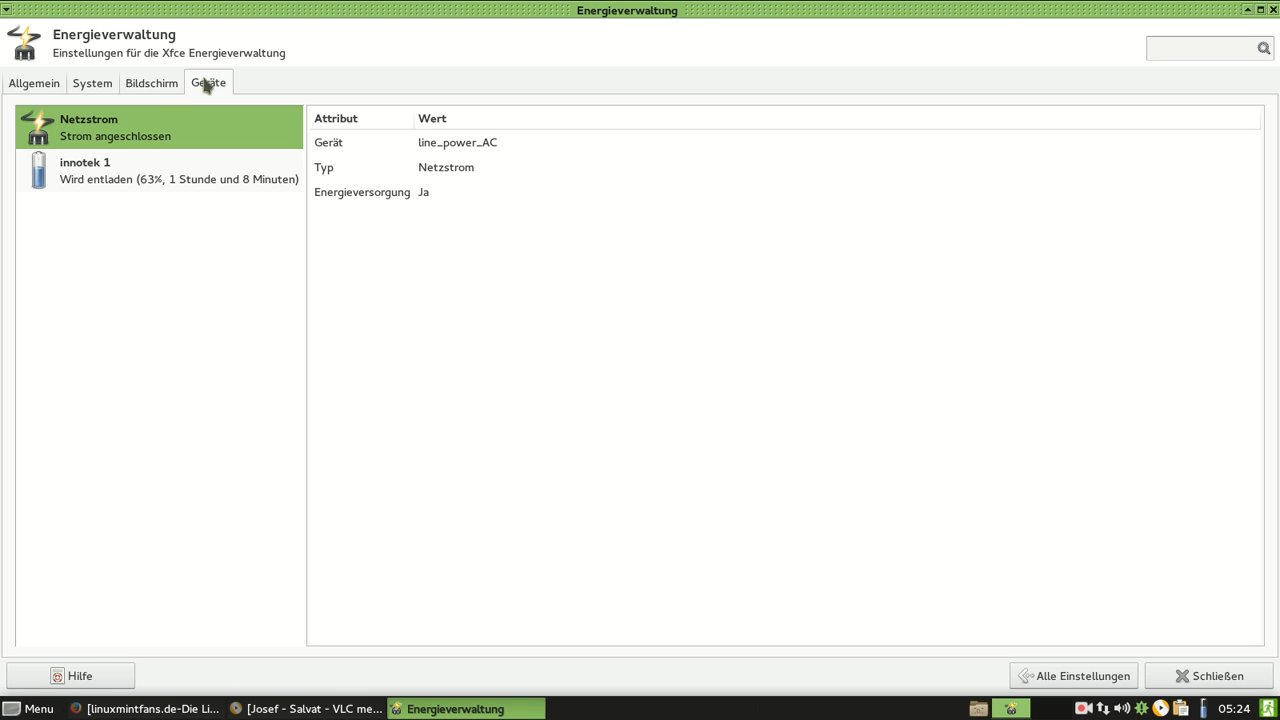 Energieverwaltung
Energieverwaltung
Einstellungen für die Xfce Energieverwaltung
Allgemein System Bildschirm Geräte
Netzstrom
Strom angeschlossen
innotek 1
Wird entladen (63%, 1 Stunde und 8 Minuten)
Attribut Wert
Gerät line_power_AC
Typ Netzstrom
Energieversorgung Ja
Hilfe Alle Einstellungen Schließen
Menu [linuxmintfans.de-Die Li... [Josef - Salvat - VLC me... Energieverwaltung 05:24